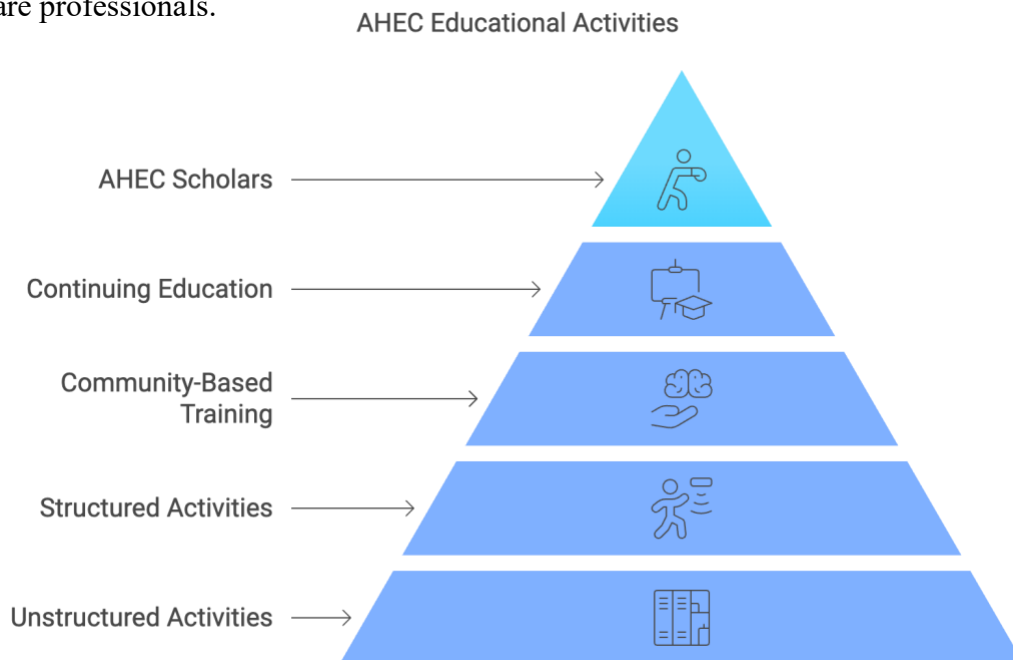 are professionals.
AHEC Educational Activities
AHEC Scholars
Continuing Education
Community-Based
Training
Structured Activities
Unstructured Activities